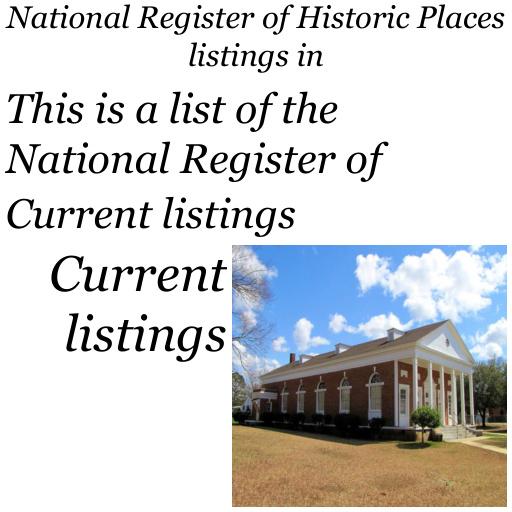 National Register of Historic Places
listings in
This is a list of the
National Register of
Current listings
Current
listings